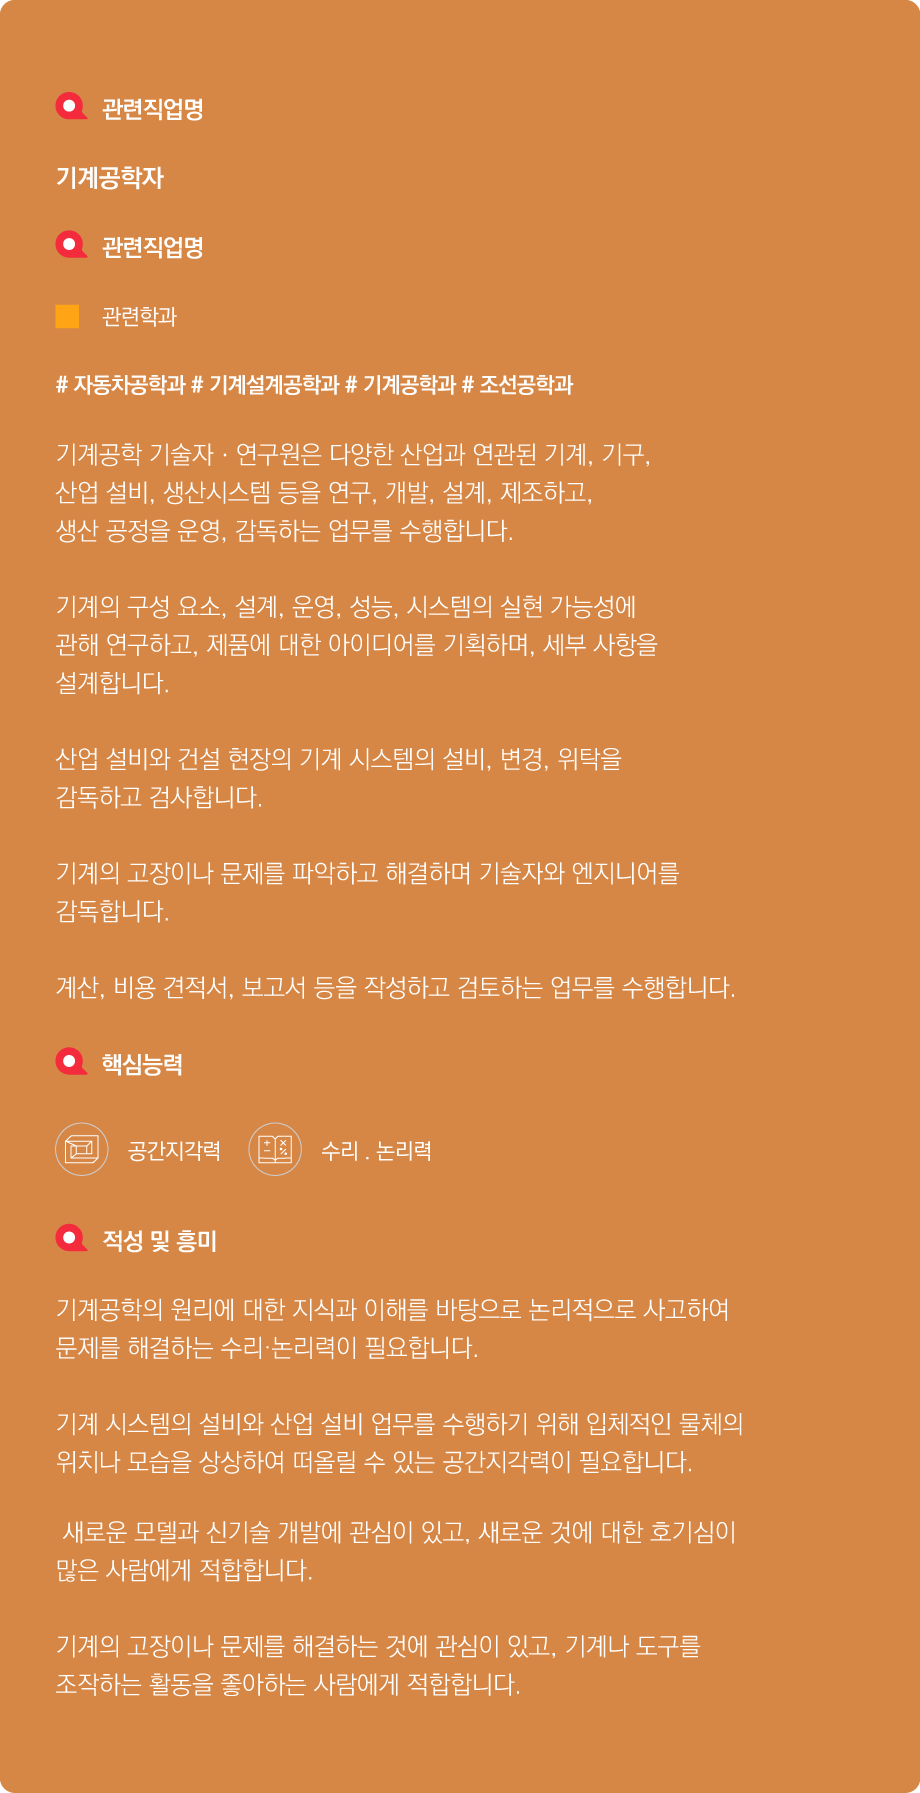 관련직업명
기계공학자
관련직업명
관련학과
# 자동차공학과 # 기계설계공학과 # 기계공학과 # 조선공학과
기계공학 기술자 · 연구원은 다양한 산업과 연관된 기계, 기구,
산업 설비, 생산시스템 등을 연구, 개발, 설계, 제조하고,
생산 공정을 운영, 감독하는 업무를 수행합니다.
기계의 구성 요소, 설계, 운영, 성능, 시스템의 실현 가능성에
관해 연구하고, 제품에 대한 아이디어를 기획하며, 세부 사항을
설계합니다.
산업 설비와 건설 현장의 기계 시스템의 설비, 변경, 위탁을
감독하고 검사합니다.
기계의 고장이나 문제를 파악하고 해결하며 기술자와 엔지니어를
감독합니다.
계산, 비용 견적서, 보고서 등을 작성하고 검토하는 업무를 수행합니다.
핵심능력
공간지각력 수리 . 논리력
적성 및 흥미
기계공학의 원리에 대한 지식과 이해를 바탕으로 논리적으로 사고하여
문제를 해결하는 수리·논리력이 필요합니다.
기계 시스템의 설비와 산업 설비 업무를 수행하기 위해 입체적인 물체의
위치나 모습을 상상하여 떠올릴 수 있는 공간지각력이 필요합니다.
새로운 모델과 신기술 개발에 관심이 있고, 새로운 것에 대한 호기심이
많은 사람에게 적합합니다.
기계의 고장이나 문제를 해결하는 것에 관심이 있고, 기계나 도구를
조작하는 활동을 좋아하는 사람에게 적합합니다.